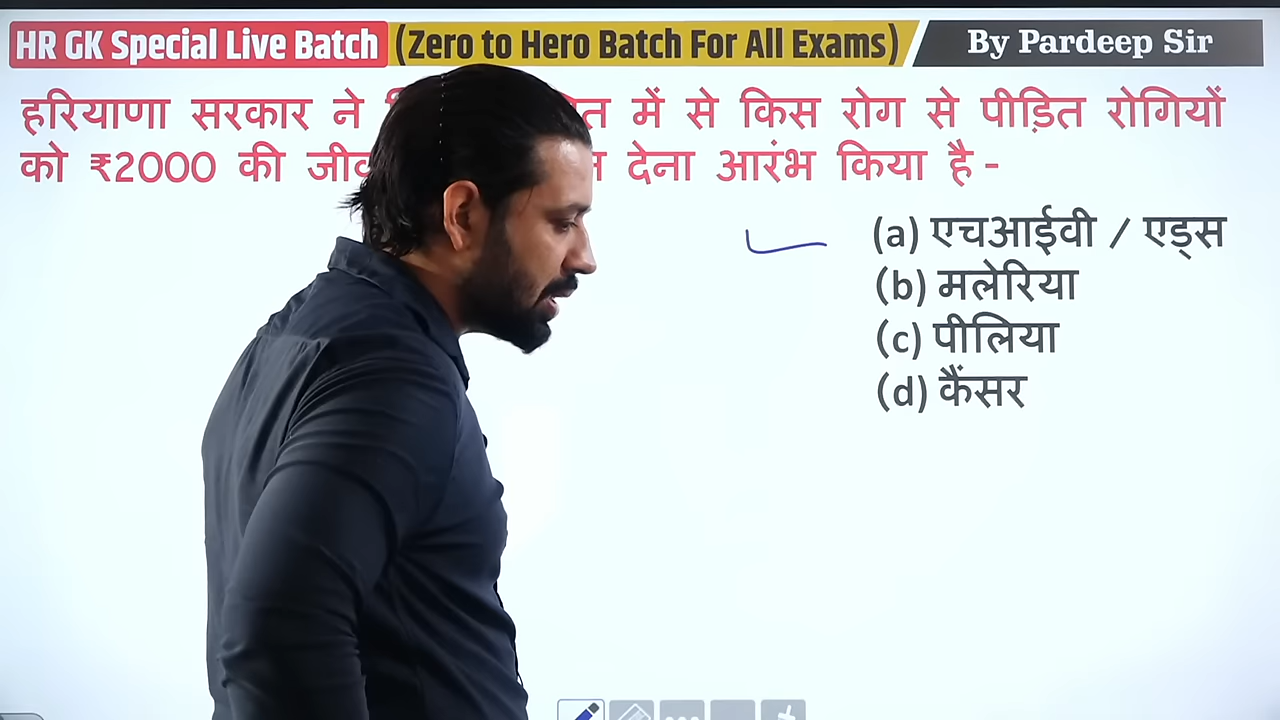 HR GK Special Live Batch (Zero to Hero Batch For All Exams) By Pardeep Sir
हरियाणा सरकार ने में से किस रोग से पीड़ित रोगियों
को ₹2000 की देना आरंभ किया है -
(a) एचआईवी / एड्स
(b) मलेरिया
(c) पीलिया
(d) कैंसर